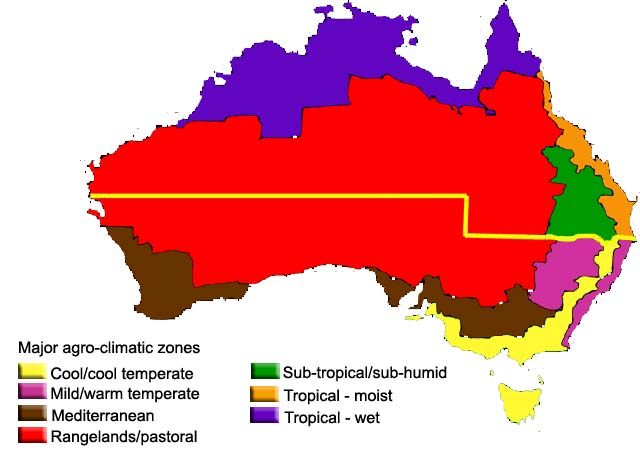 Major agro-climatic zones
Cool/cool temperate
Mild/warm temperate
Mediterranean
Rangelands/pastoral
Sub-tropical/sub-humid
Tropical - moist
Tropical - wet